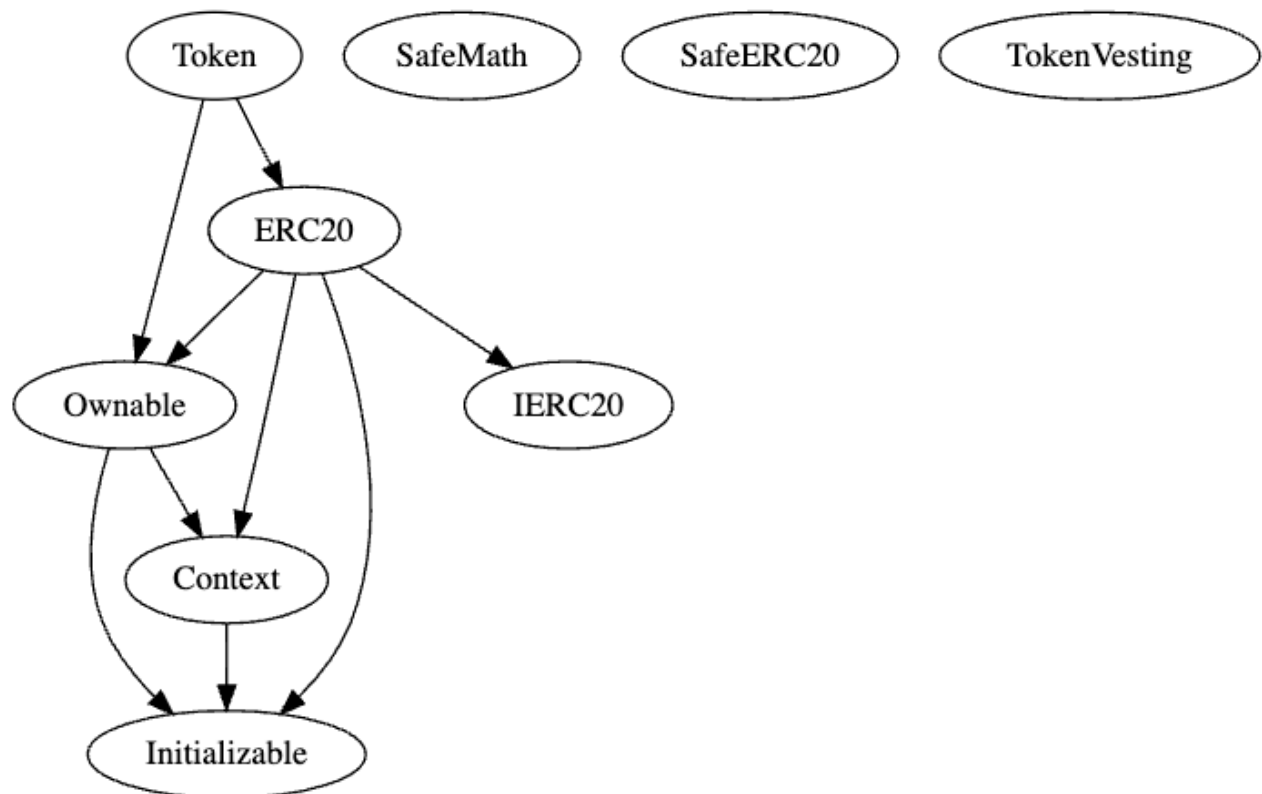 Token
SafeMath
SafeERC20
TokenVesting
ERC20
Ownable
IERC20
Context
Initializable